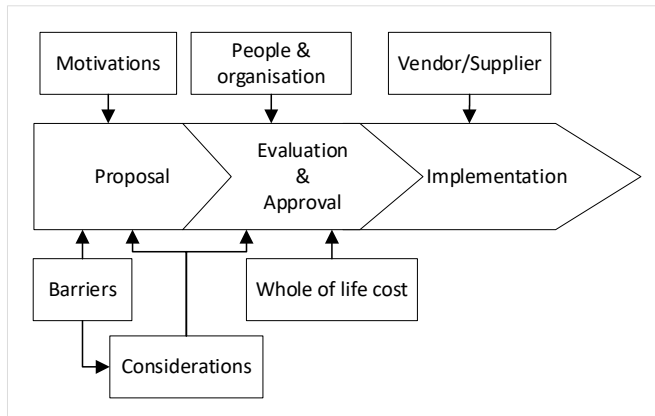 Motivations
People &
organisation
Vendor/Supplier
Proposal
Evaluation
&
Approval
Implementation
Barriers
Whole of life cost
Considerations